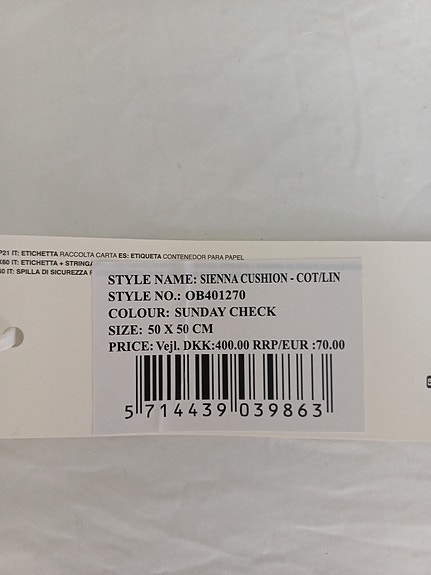 P21 IT: ETICHETTA RACCOLTA CARTA ES: ETIQUETA CONTENEDOR PARA PAPEL
IT: ETICHETTA + STRINGA
IT: SPILLA DI SICUREZZA
STYLE NAME: SIENNA CUSHION - COT/LIN
STYLE NO.: OB401270
COLOUR: SUNDAY CHECK
SIZE: 50 X 50 CM
PRICE: Vejl. DKK:400.00 RRP/EUR :70.00
5 714439 039863